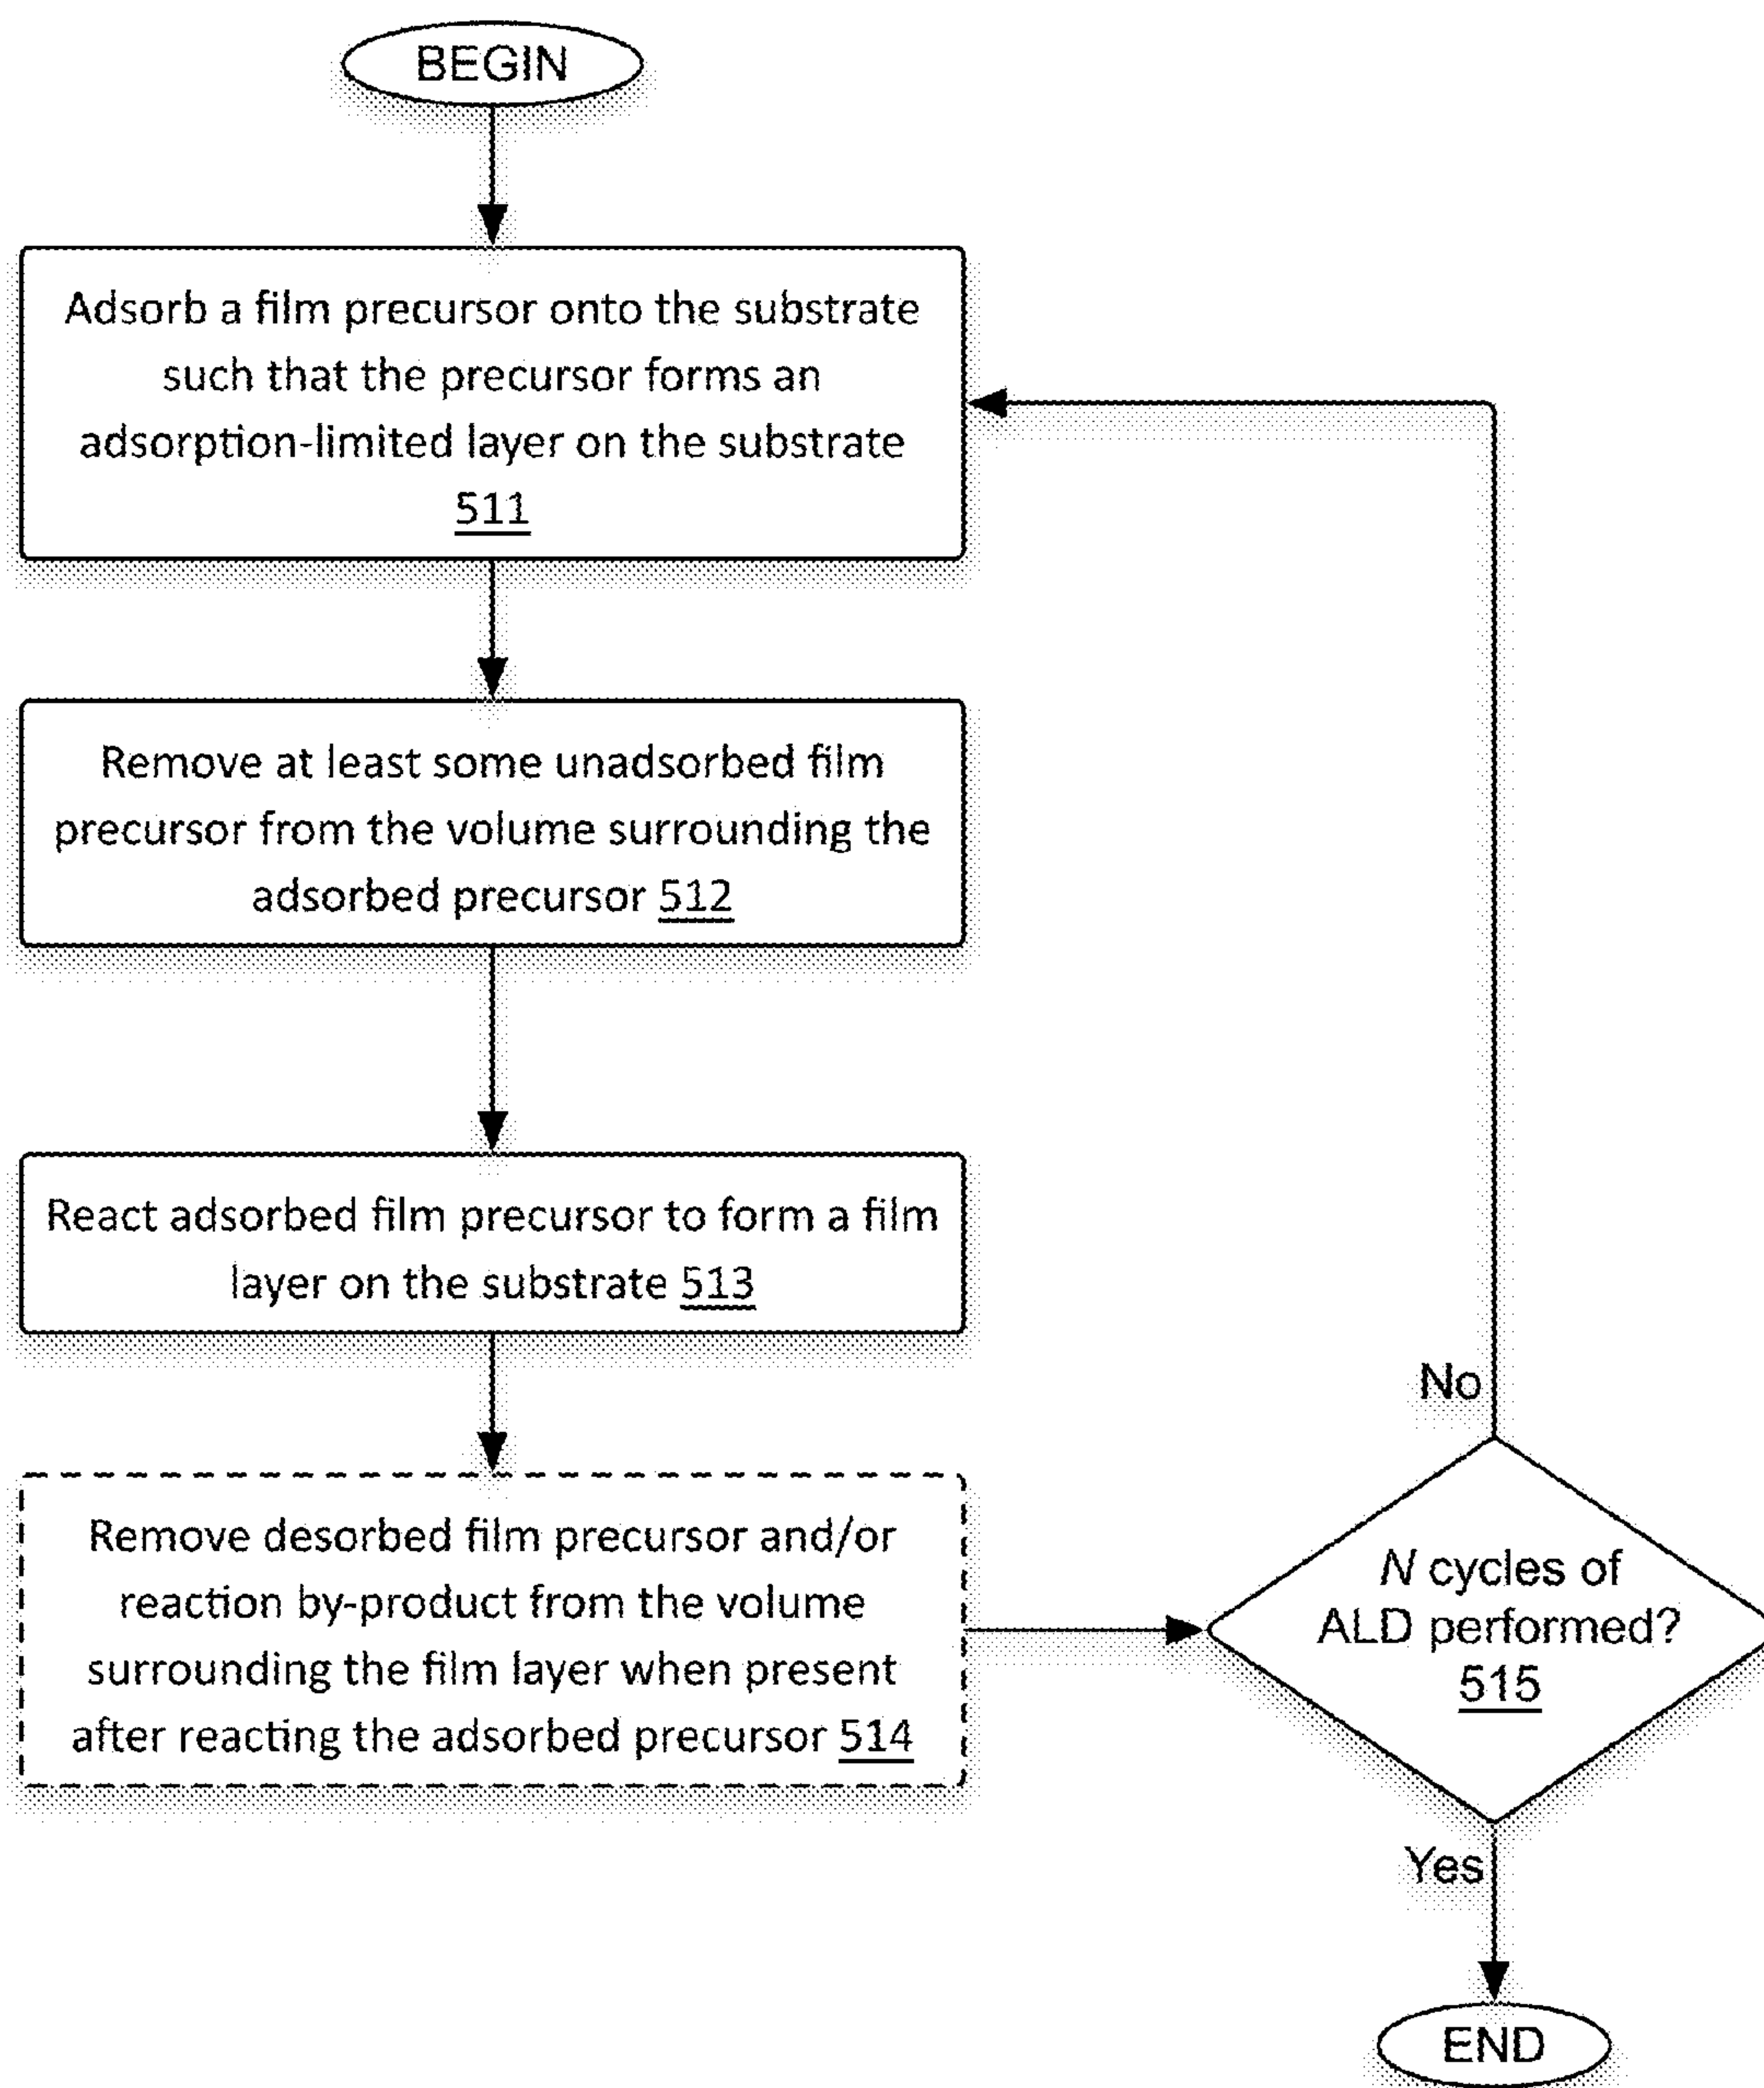 BEGIN
Adsorb a film precursor onto the substrate
such that the precursor forms an
adsorption-limited layer on the substrate
511
Remove at least some unadsorbed film
precursor from the volume surrounding the
adsorbed precursor 512
React adsorbed film precursor to form a film
layer on the substrate 513
Remove desorbed film precursor and/or
reaction by-product from the volume
surrounding the film layer when present
after reacting the adsorbed precursor 514
No
N cycles of
ALD performed?
515
Yes
END